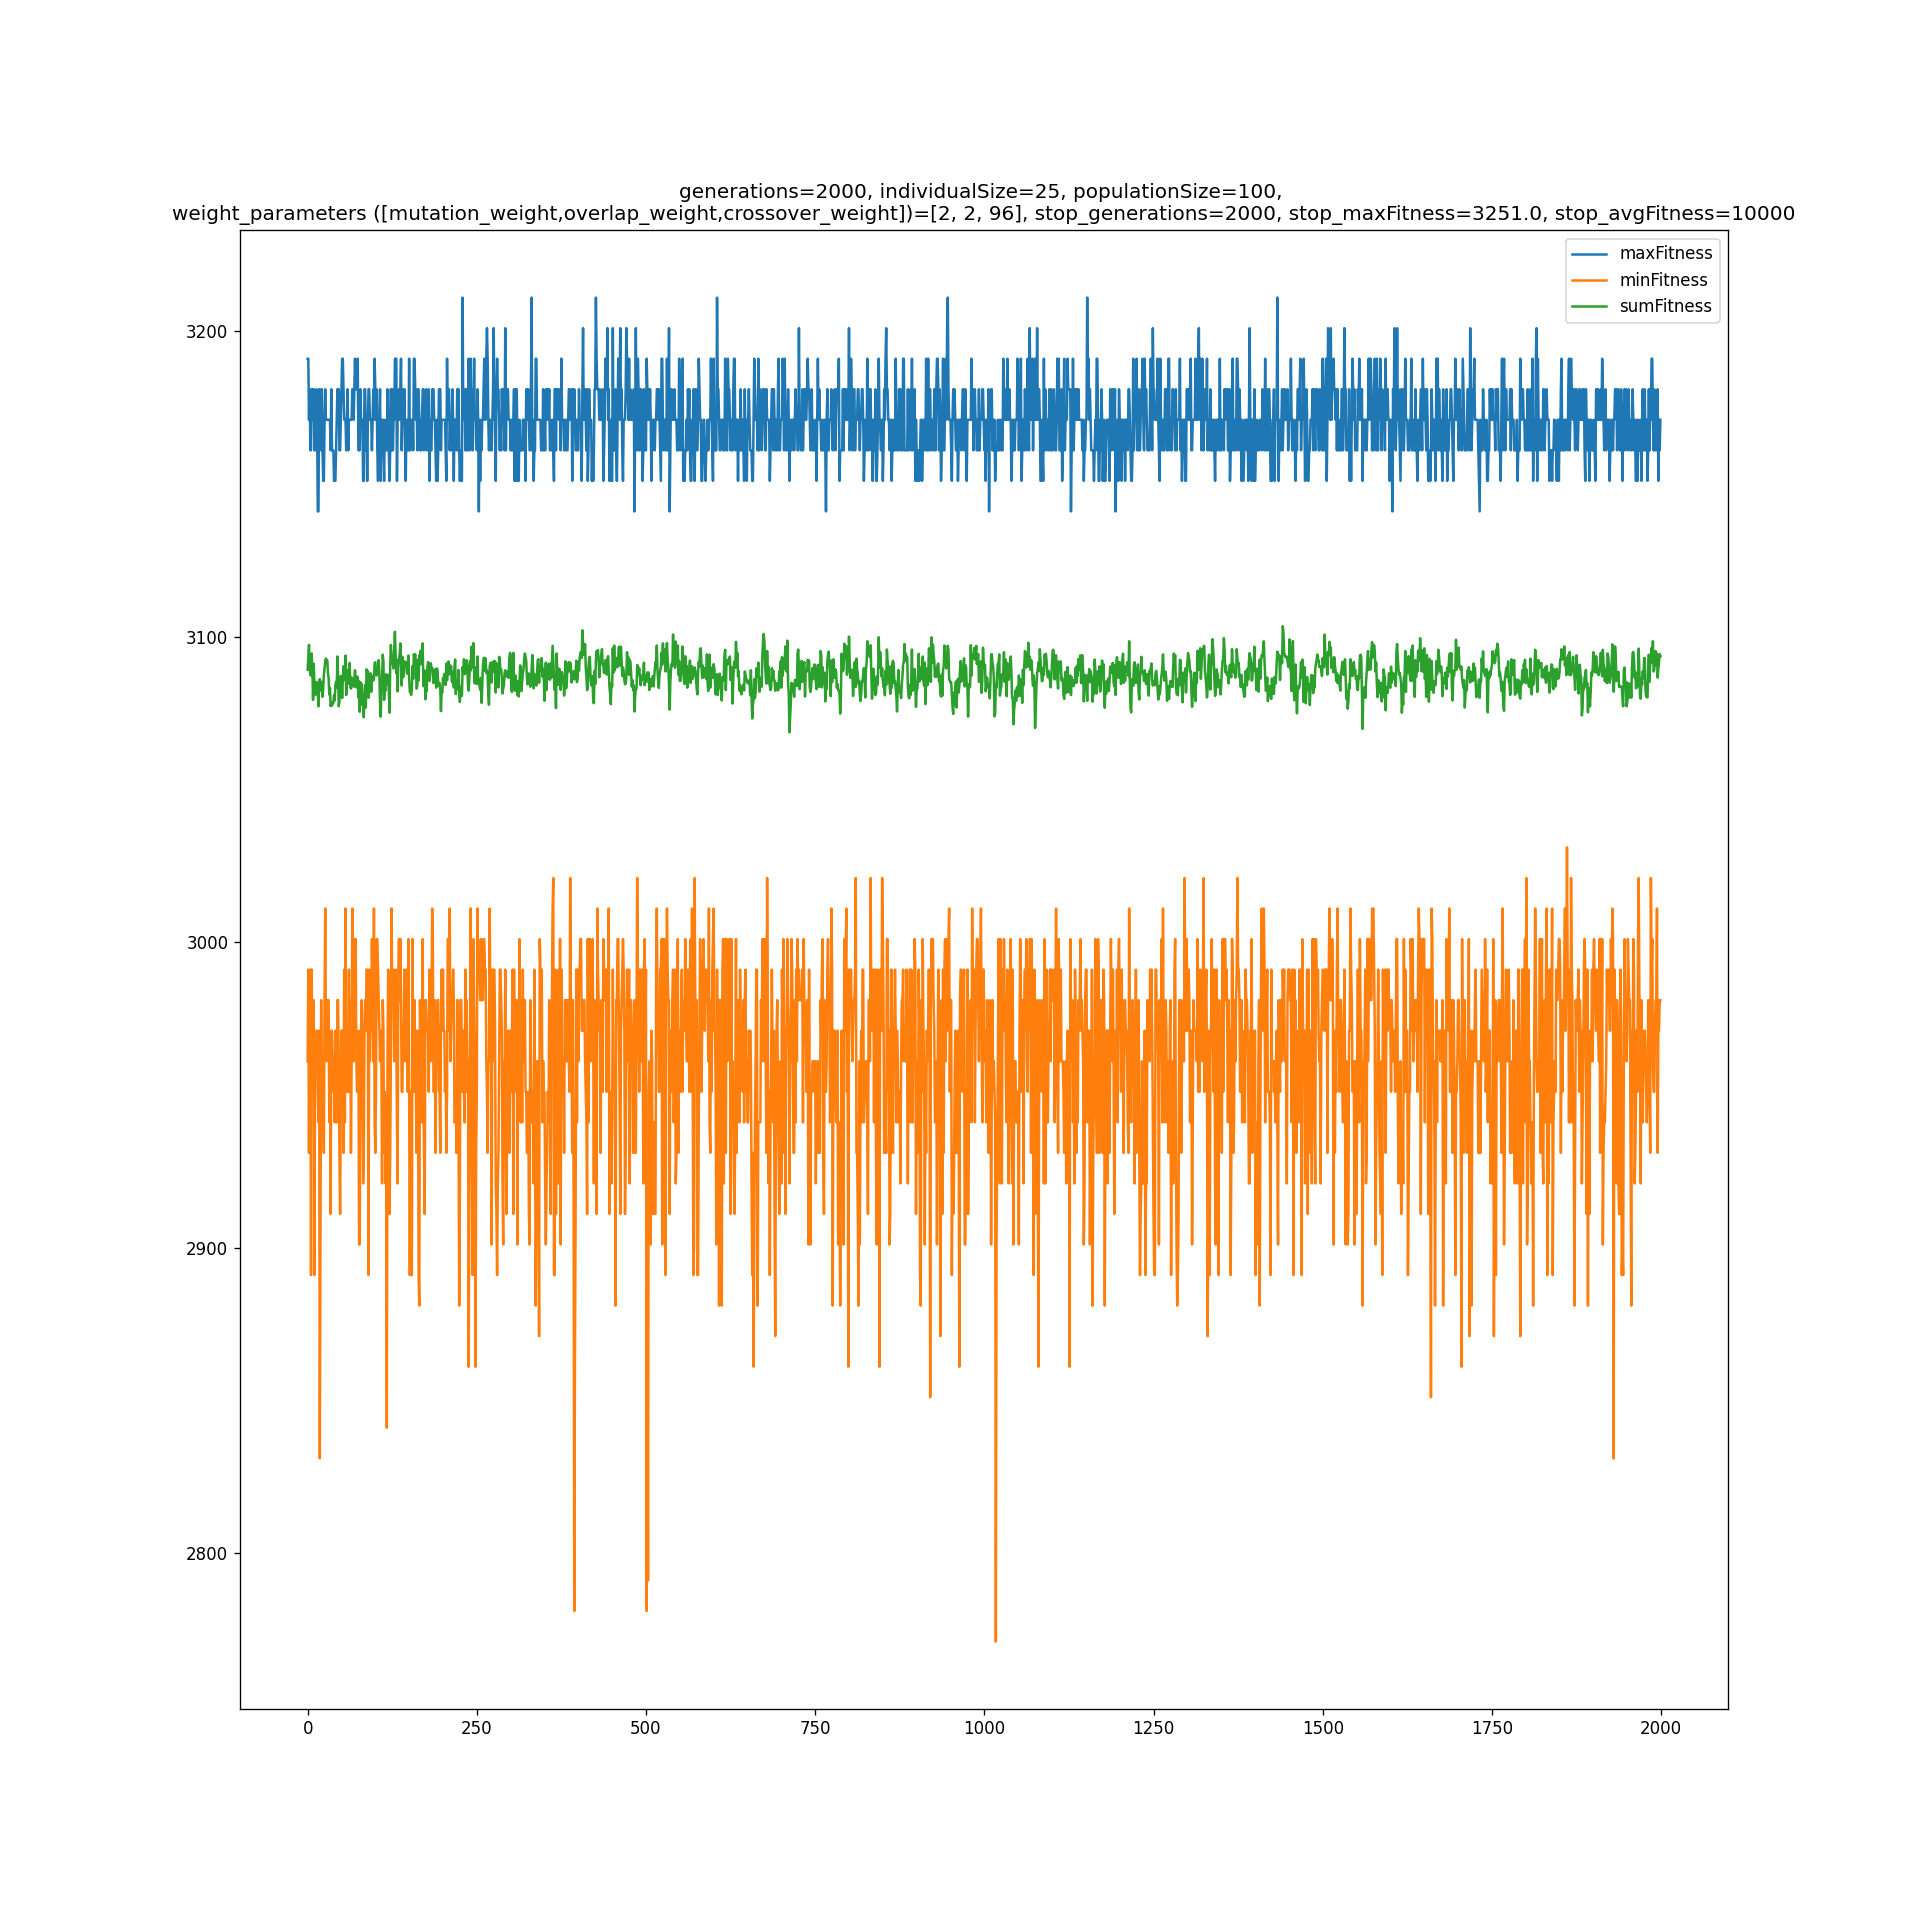 generations=2000, individualSize=25, populationSize=100,
weight_parameters ([mutation_weight,overlap_weight,crossover_weight])=[2, 2, 96], stop_generations=2000, stop_maxFitness=3251.0, stop_avgFitness=10000
maxFitness
minFitness
sumFitness
3200
3100
3000
2900
2800
0 250 500 750 1000 1250 1500 1750 2000